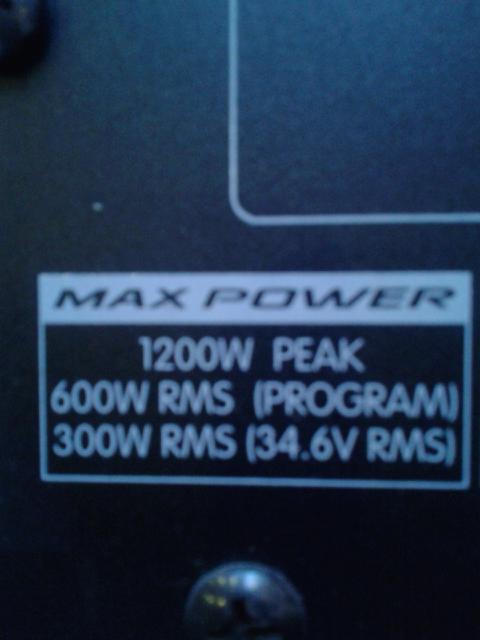 MAX POWER
1200W PEAK
600W RMS (PROGRAM)
300W RMS (34.6V RMS)